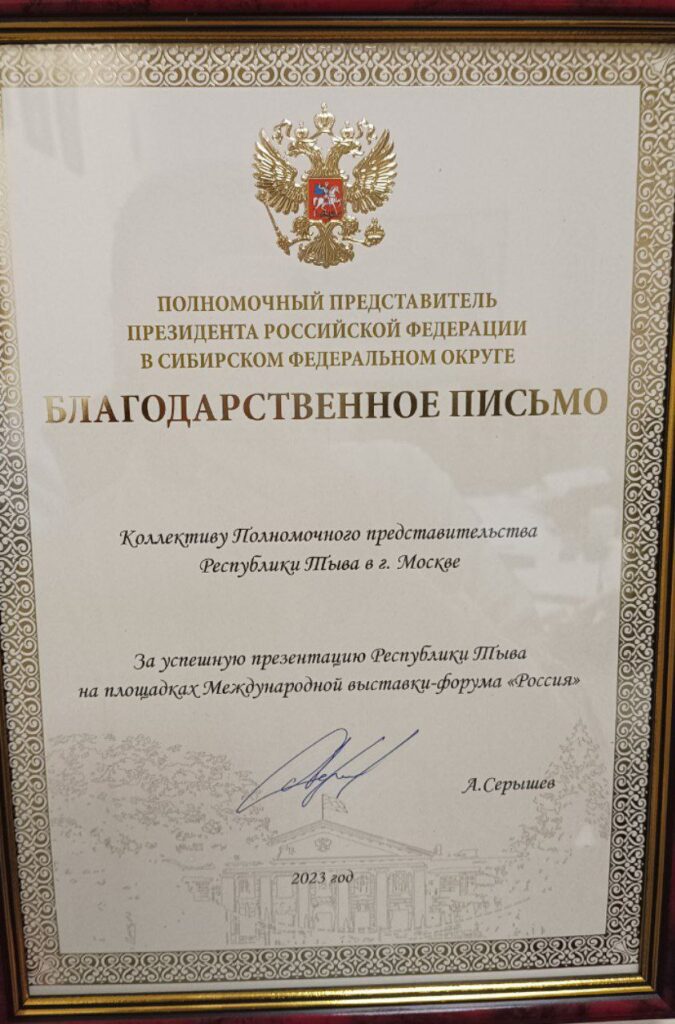 ПОЛНОМОЧНЫЙ ПРЕДСТАВИТЕЛЬ
ПРЕЗИДЕНТА РОССИЙСКОЙ ФЕДЕРАЦИИ
В СИБИРСКОМ ФЕДЕРАЛЬНОМ ОКРУГЕ
БЛАГОДАРСТВЕННОЕ ПИСЬМО
Коллективу Полномочного представительства
Республики Тыва в г. Москве
За успешную презентацию Республики Тыва
на площадках Международной выставки-форума «Россия»
А.Серышев
2023 год